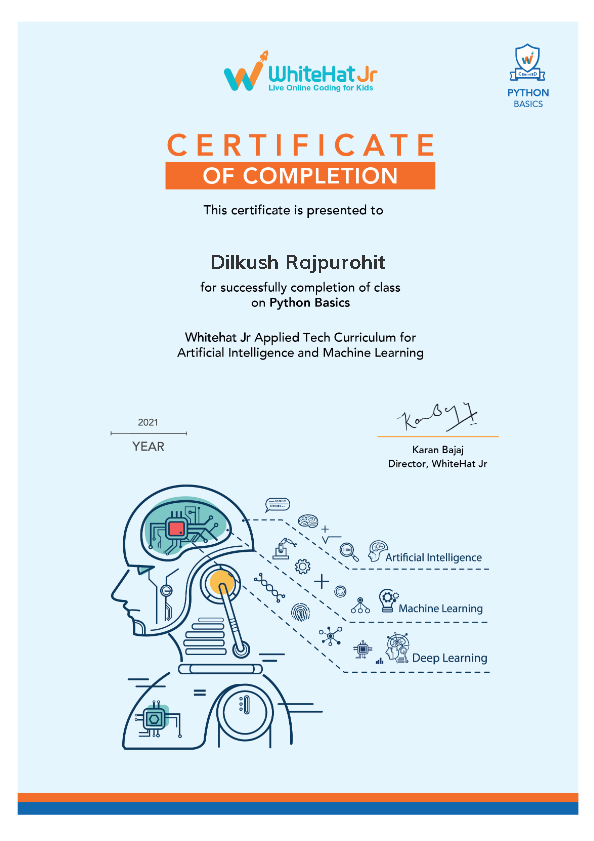 WhiteHat Jr
Live Online Coding for Kids
PYTHON
BASICS
CERTIFICATE
OF COMPLETION
This certificate is presented to
Dilkush Rajpurohit
for successfully completion of class
on Python Basics
Whitehat Jr Applied Tech Curriculum for
Artificial Intelligence and Machine Learning
2021
YEAR
Karan Bajaj
Director, WhiteHat Jr
Artificial Intelligence
Machine Learning
Deep Learning